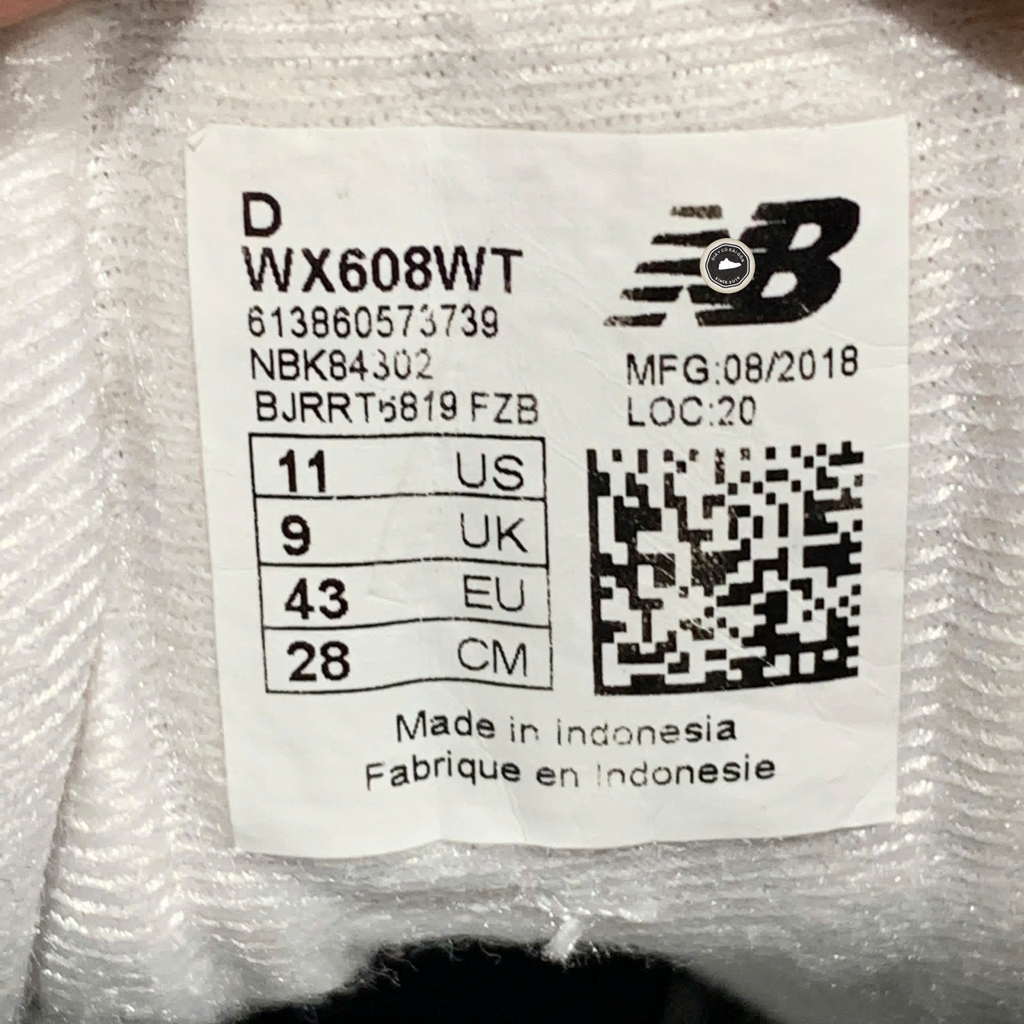 D
WX608WT
613860573739
NBK84302
BJRRT5819 FZB
NB
MFG:08/2018
LOC:20
11 US
9 UK
43 EU
28 CM
Made in Indonesia
Fabrique en Indonesie